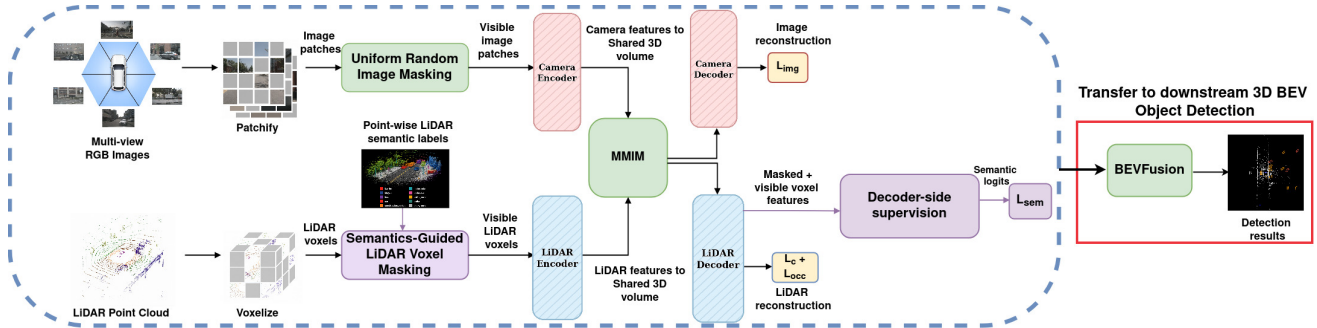 Multi-view
RGB Images
Patchify
Image
patches
Uniform Random
Image Masking
Visible
image
patches
Camera
Encoder
Camera features to
Shared 3D
volume
Camera
Decoder
Image
reconstruction
Limg
Point-wise LiDAR
semantic labels
MMIM
LiDAR Point Cloud
Voxelize
LiDAR
voxels
Semantics-Guided
LiDAR Voxel
Masking
Visible
LiDAR
voxels
LiDAR
Encoder
LiDAR features to
Shared 3D
volume
LiDAR
Decoder
Masked +
visible voxel
features
Decoder-side
supervision
Semantic
logits
Lsem
Lc +
Locc
LiDAR
reconstruction
Transfer to downstream 3D BEV
Object Detection
BEVFusion
Detection
results